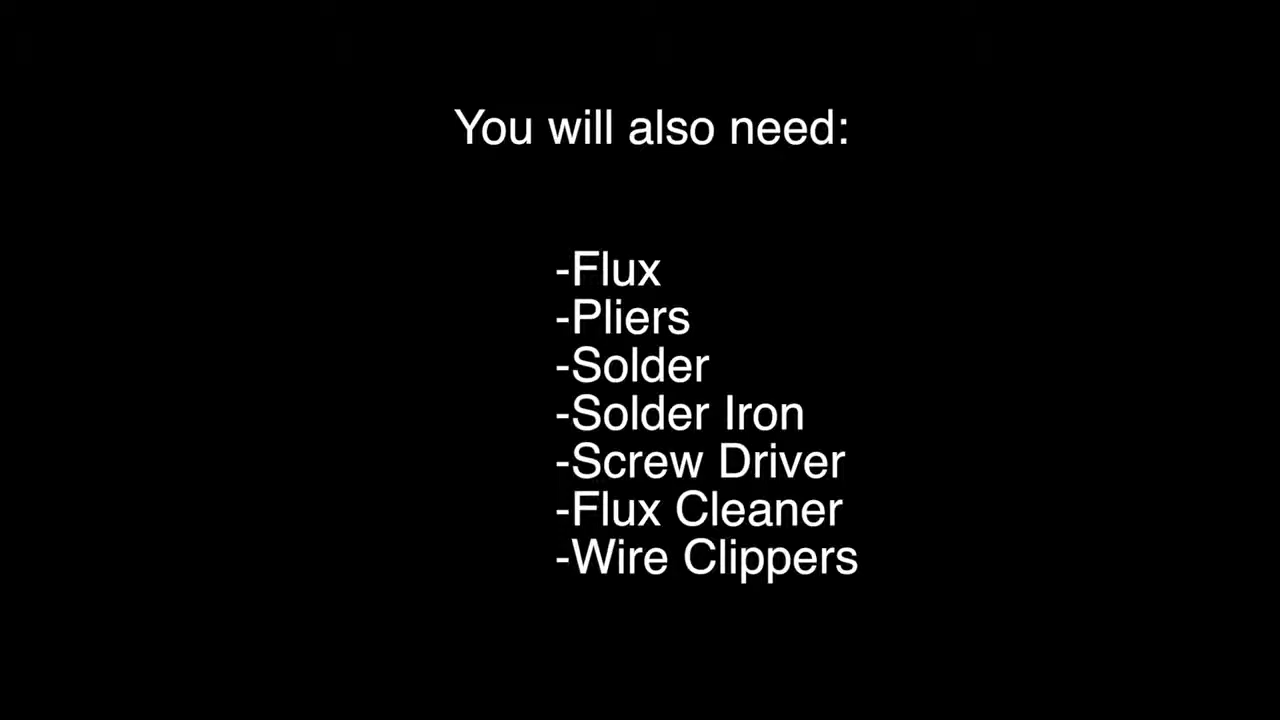 You will also need:
-Flux
-Pliers
-Solder
-Solder Iron
-Screw Driver
-Flux Cleaner
-Wire Clippers